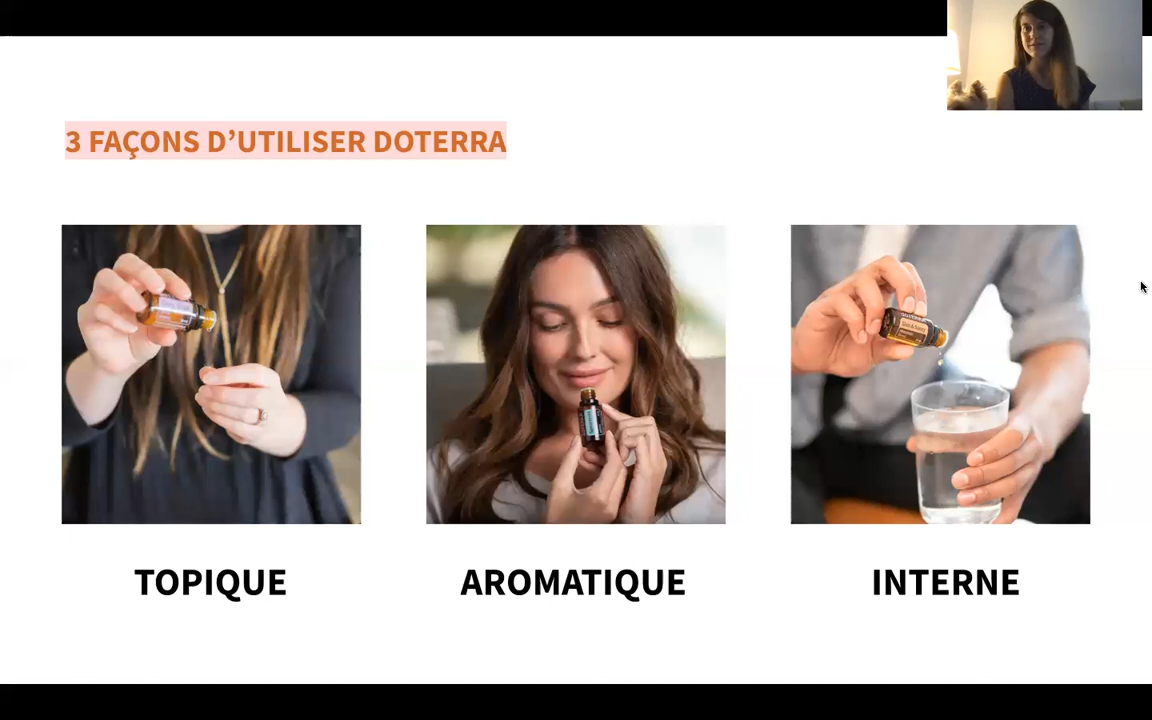 3 FAÇONS D’UTILISER DOTERRA
TOPIQUE
AROMATIQUE
INTERNE